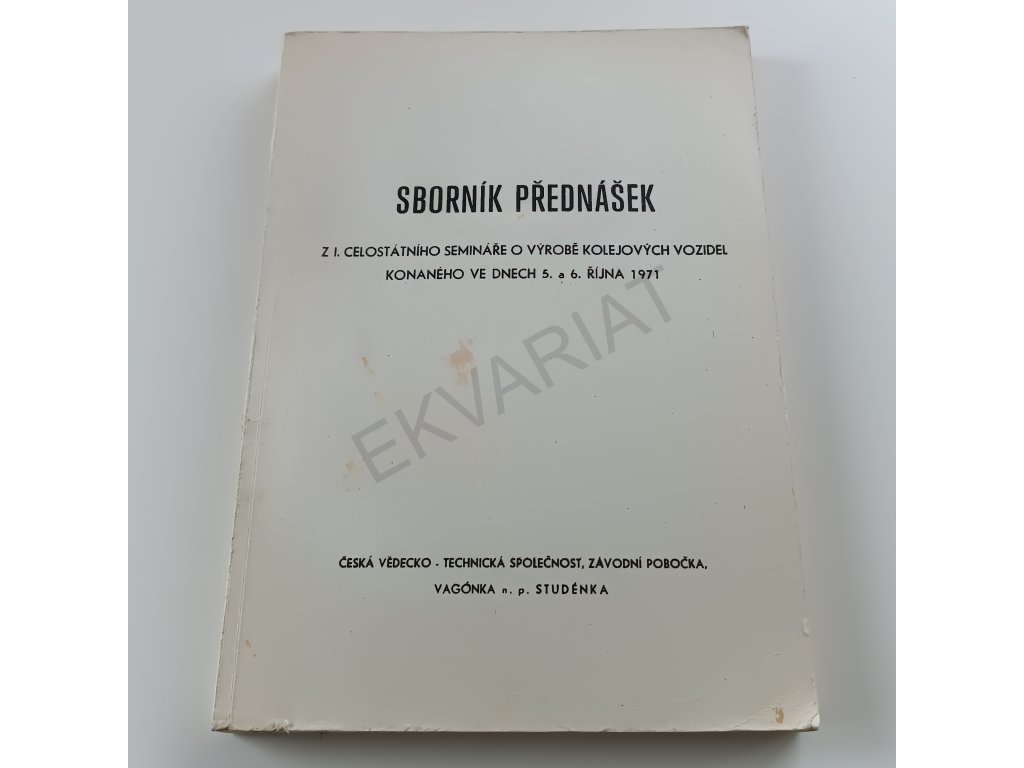 SBORNÍK PŘEDNÁŠEK
Z I. CELOSTÁTNÍHO SEMINÁŘE O VÝROBĚ KOLEJOVÝCH VOZIDEL
KONANÉHO VE DNECH 5. a 6. ŘÍJNA 1971
EKVARIAT
ČESKÁ VĚDECKO - TECHNICKÁ SPOLEČNOST, ZÁVODNÍ POBOČKA,
VAGÓNKA n. p. STUDÉNKA